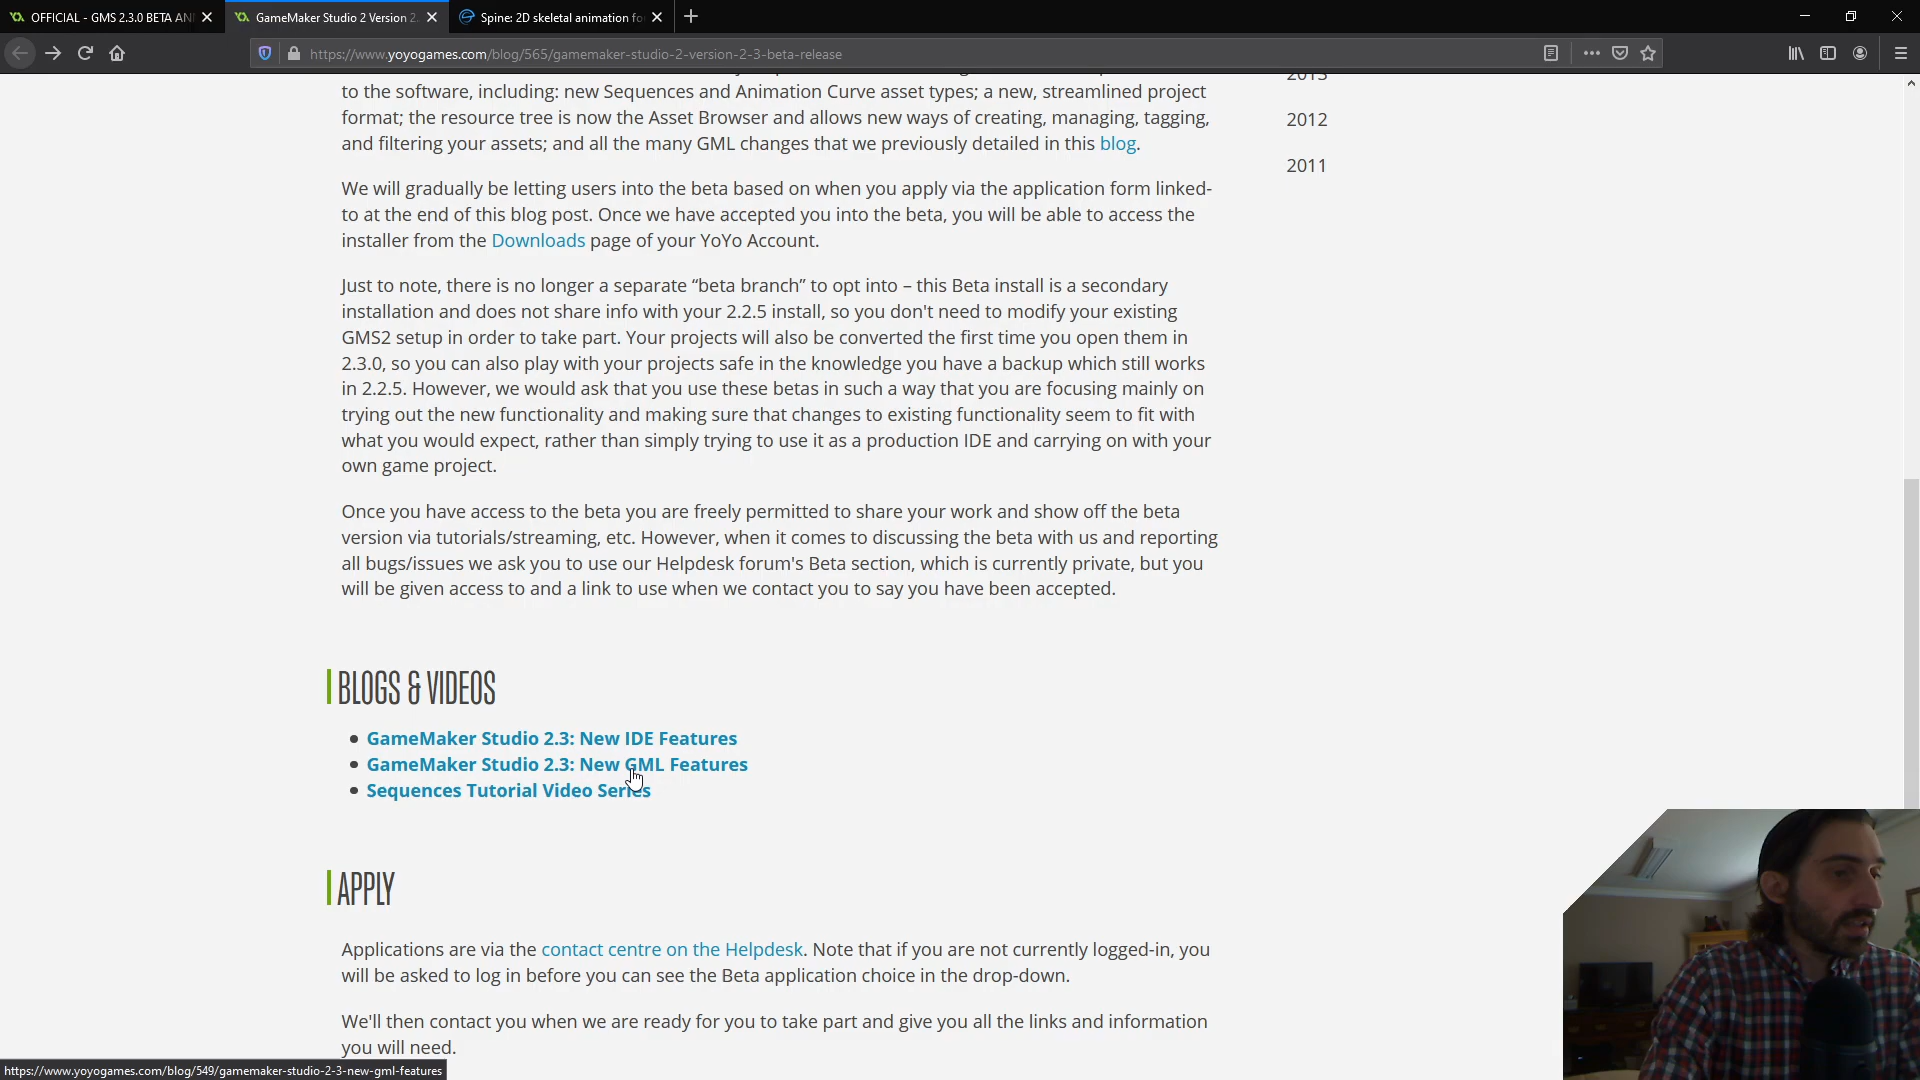 OFFICIAL - GMS 2.3.0 BETA AN
GameMaker Studio 2 Version 2.
Spine: 2D skeletal animation fo
https://www.yoyogames.com/blog/565/gamemaker-studio-2-version-2-3-beta-release
2013
to the software, including: new Sequences and Animation Curve asset types; a new, streamlined project
format; the resource tree is now the Asset Browser and allows new ways of creating, managing, tagging,
2012
and filtering your assets; and all the many GML changes that we previously detailed in this blog.
2011
We will gradually be letting users into the beta based on when you apply via the application form linked-
to at the end of this blog post. Once we have accepted you into the beta, you will be able to access the
installer from the Downloads page of your YoYo Account.
Just to note, there is no longer a separate “beta branch” to opt into – this Beta install is a secondary
installation and does not share info with your 2.2.5 install, so you don't need to modify your existing
GMS2 setup in order to take part. Your projects will also be converted the first time you open them in
2.3.0, so you can also play with your projects safe in the knowledge you have a backup which still works
in 2.2.5. However, we would ask that you use these betas in such a way that you are focusing mainly on
trying out the new functionality and making sure that changes to existing functionality seem to fit with
what you would expect, rather than simply trying to use it as a production IDE and carrying on with your
own game project.
Once you have access to the beta you are freely permitted to share your work and show off the beta
version via tutorials/streaming, etc. However, when it comes to discussing the beta with us and reporting
all bugs/issues we ask you to use our Helpdesk forum's Beta section, which is currently private, but you
will be given access to and a link to use when we contact you to say you have been accepted.
BLOGS & VIDEOS
GameMaker Studio 2.3: New IDE Features
GameMaker Studio 2.3: New GML Features
Sequences Tutorial Video Series
APPLY
Applications are via the contact centre on the Helpdesk. Note that if you are not currently logged-in, you
will be asked to log in before you can see the Beta application choice in the drop-down.
We'll then contact you when we are ready for you to take part and give you all the links and information
you will need.
https://www.yoyogames.com/blog/549/gamemaker-studio-2-3-new-gml-features